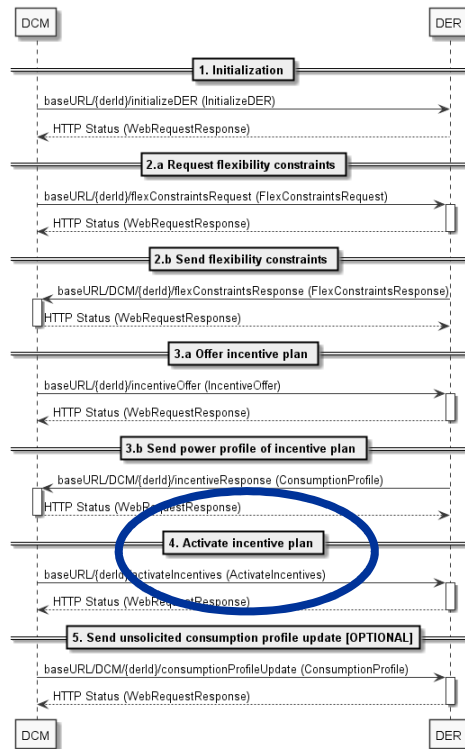 DCM
DER
1. Initialization
baseURL/{derId}/initializeDER (InitializeDER)
HTTP Status (WebRequestResponse)
2.a Request flexibility constraints
baseURL/{derId}/flexConstraintsRequest (FlexConstraintsRequest)
HTTP Status (WebRequestResponse)
2.b Send flexibility constraints
baseURL/DCM/{derId}/flexConstraintsResponse (FlexConstraintsResponse)
HTTP Status (WebRequestResponse)
3.a Offer incentive plan
baseURL/{derId}/incentiveOffer (IncentiveOffer)
HTTP Status (WebRequestResponse)
3.b Send power profile of incentive plan
baseURL/DCM/{derId}/incentiveResponse (ConsumptionProfile)
HTTP Status (WebRequestResponse)
4. Activate incentive plan
baseURL/{derId}/activateIncentives (ActivateIncentives)
HTTP Status (WebRequestResponse)
5. Send unsolicited consumption profile update [OPTIONAL]
baseURL/DCM/{derId}/consumptionProfileUpdate (ConsumptionProfile)
HTTP Status (WebRequestResponse)
DCM
DER